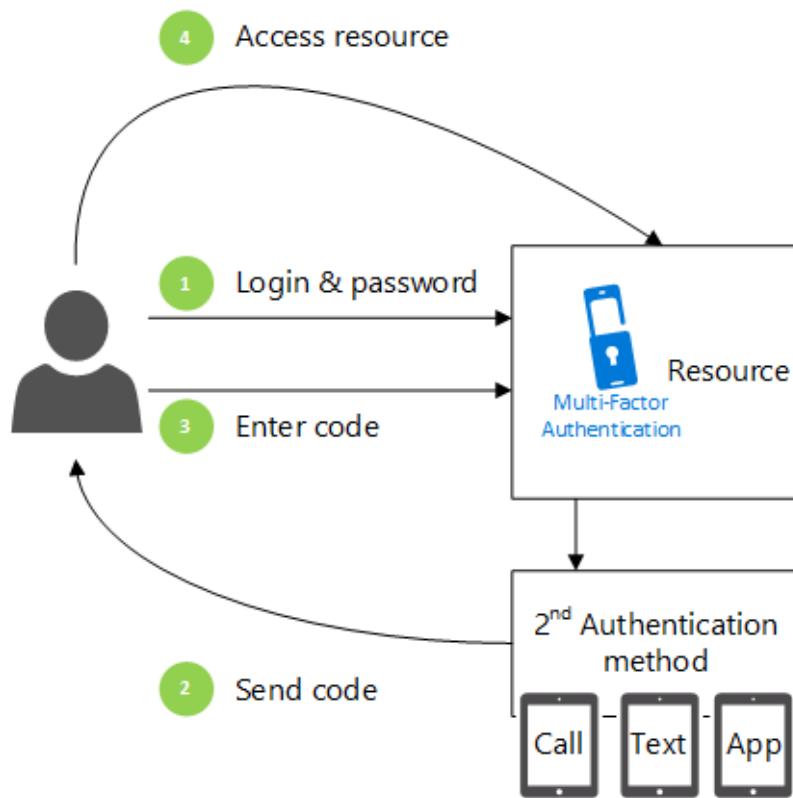 4 Access resource
1 Login & password
Resource
Multi-Factor
Authentication
3 Enter code
2nd Authentication
method
2 Send code
Call Text App